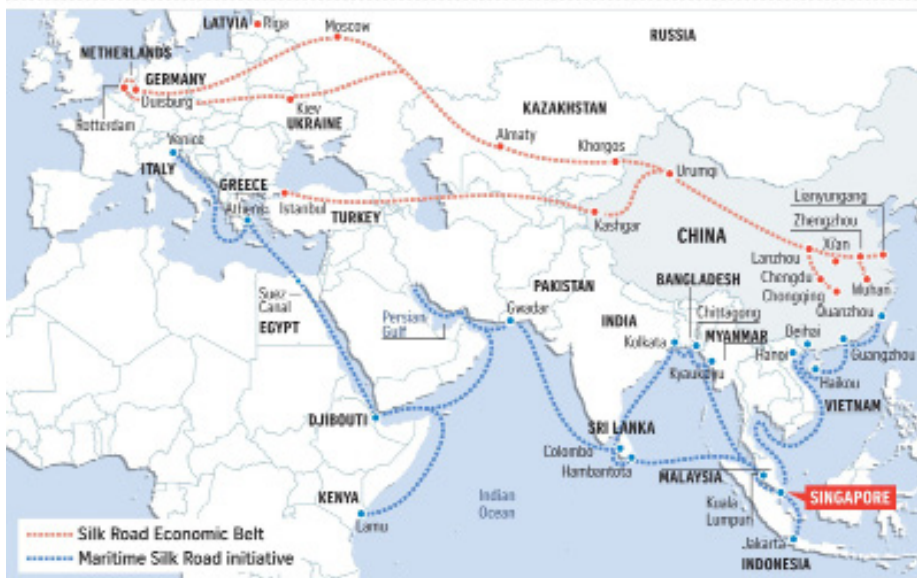 LATVIA
Riga
Moscow
RUSSIA
NETHERLANDS
GERMANY
Duisburg
Rotterdam
Kiev
UKRAINE
KAZAKHSTAN
Almaty
Khorgos
Urumqi
Venice
ITALY
GREECE
Athens
Istanbul
TURKEY
Kashgar
CHINA
Lianyungang
Zhengzhou
Xi'an
Lanzhou
Chengdu
Chongqing
Wuhan
Quanzhou
Suez
Canal
EGYPT
Persian
Gulf
PAKISTAN
Gwadar
INDIA
BANGLADESH
Chittagong
MYANMAR
Kolkata
Kyaukpyu
Beihai
Hanoi
Guangzhou
Haikou
VIETNAM
DJIBOUTI
SRI LANKA
Colombo
Hambantota
MALAYSIA
Kuala
Lumpuri
SINGAPORE
KENYA
Lamu
Indian
Ocean
Jakarta
INDONESIA
Silk Road Economic Belt
Maritime Silk Road initiative